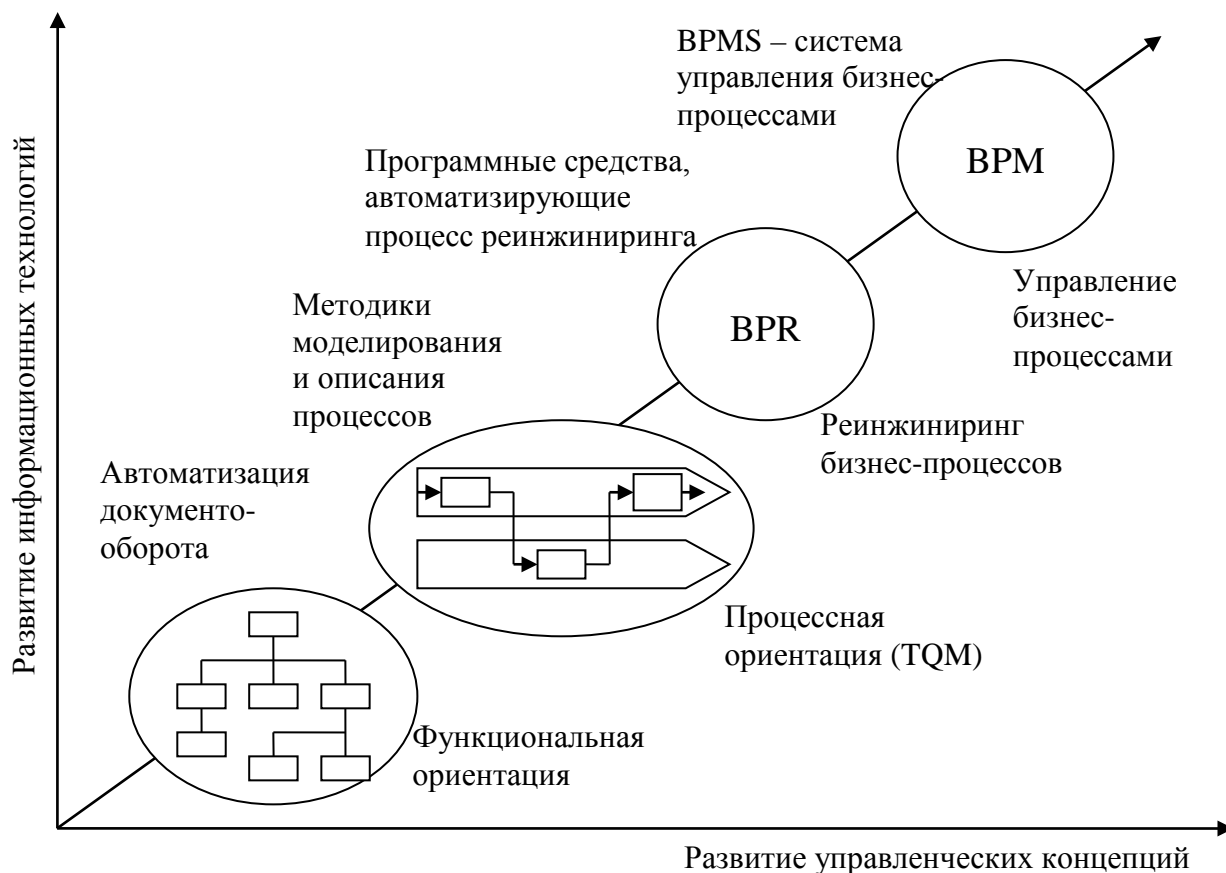 BPMS – система
управления бизнес-
процессами
BPM
Программные средства,
автоматизирующие
процесс реинжиниринга
Управление
бизнес-
процессами
Методики
моделирования
и описания
процессов
BPR
Реинжиниринг
бизнес-процессов
Автоматизация
документо-
оборота
Процессная
ориентация (TQM)
Функциональная
ориентация
Развитие информационных технологий
Развитие управленческих концепций